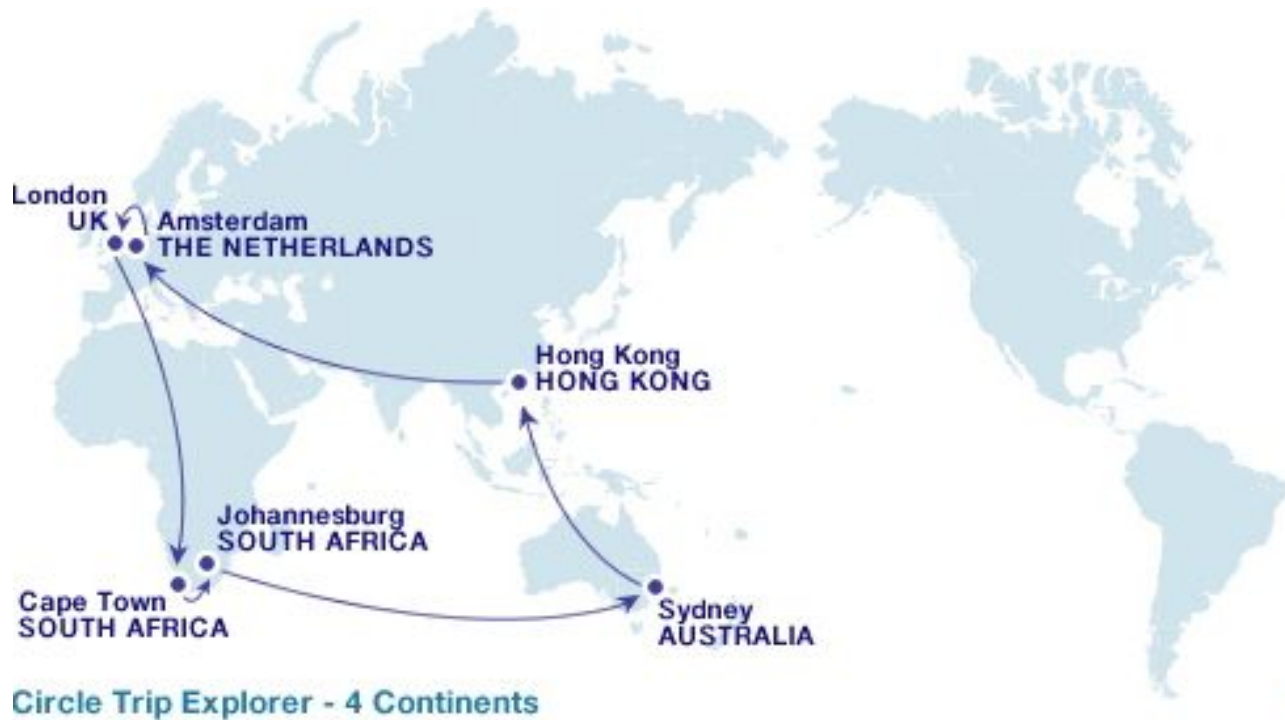 London
UK
Amsterdam
THE NETHERLANDS
Hong Kong
HONG KONG
Johannesburg
SOUTH AFRICA
Cape Town
SOUTH AFRICA
Sydney
AUSTRALIA
Circle Trip Explorer - 4 Continents